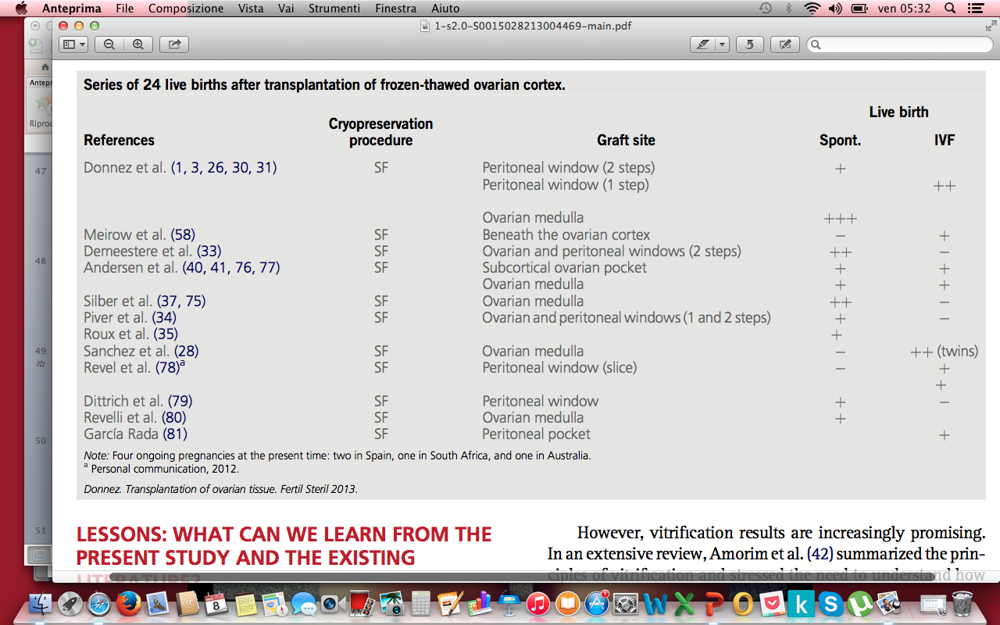 Anteprima File Composizione Vista Vai Strumenti Finestra Aiuto ven 05:32
1-s2.0-S0015028213004469-main.pdf
Antepr
Riproc
47
48
49
50
51
Series of 24 live births after transplantation of frozen-thawed ovarian cortex.
Live birth
Cryopreservation
References procedure Graft site Spont. IVF
Donnez et al. (1, 3, 26, 30, 31) SF Peritoneal window (2 steps) +
Peritoneal window (1 step) ++
Ovarian medulla +++
Meirow et al. (58) SF Beneath the ovarian cortex − +
Demeestere et al. (33) SF Ovarian and peritoneal windows (2 steps) ++ −
Andersen et al. (40, 41, 76, 77) SF Subcortical ovarian pocket + +
Ovarian medulla + +
Silber et al. (37, 75) SF Ovarian medulla ++ −
Piver et al. (34) SF Ovarian and peritoneal windows (1 and 2 steps) + −
Roux et al. (35) +
Sanchez et al. (28) SF Ovarian medulla − ++ (twins)
Revel et al. (78)a SF Peritoneal window (slice) − +
+
Dittrich et al. (79) SF Peritoneal window + −
Revelli et al. (80) SF Ovarian medulla +
García Rada (81) SF Peritoneal pocket +
Note: Four ongoing pregnancies at the present time: two in Spain, one in South Africa, and one in Australia.
a Personal communication, 2012.
Donnez. Transplantation of ovarian tissue. Fertil Steril 2013.
LESSONS: WHAT CAN WE LEARN FROM THE
PRESENT STUDY AND THE EXISTING
LITERATURE?
However, vitrification results are increasingly promising.
In an extensive review, Amorim et al. (42) summarized the prin-
ciples of vitrification and stressed the need to understand how
8